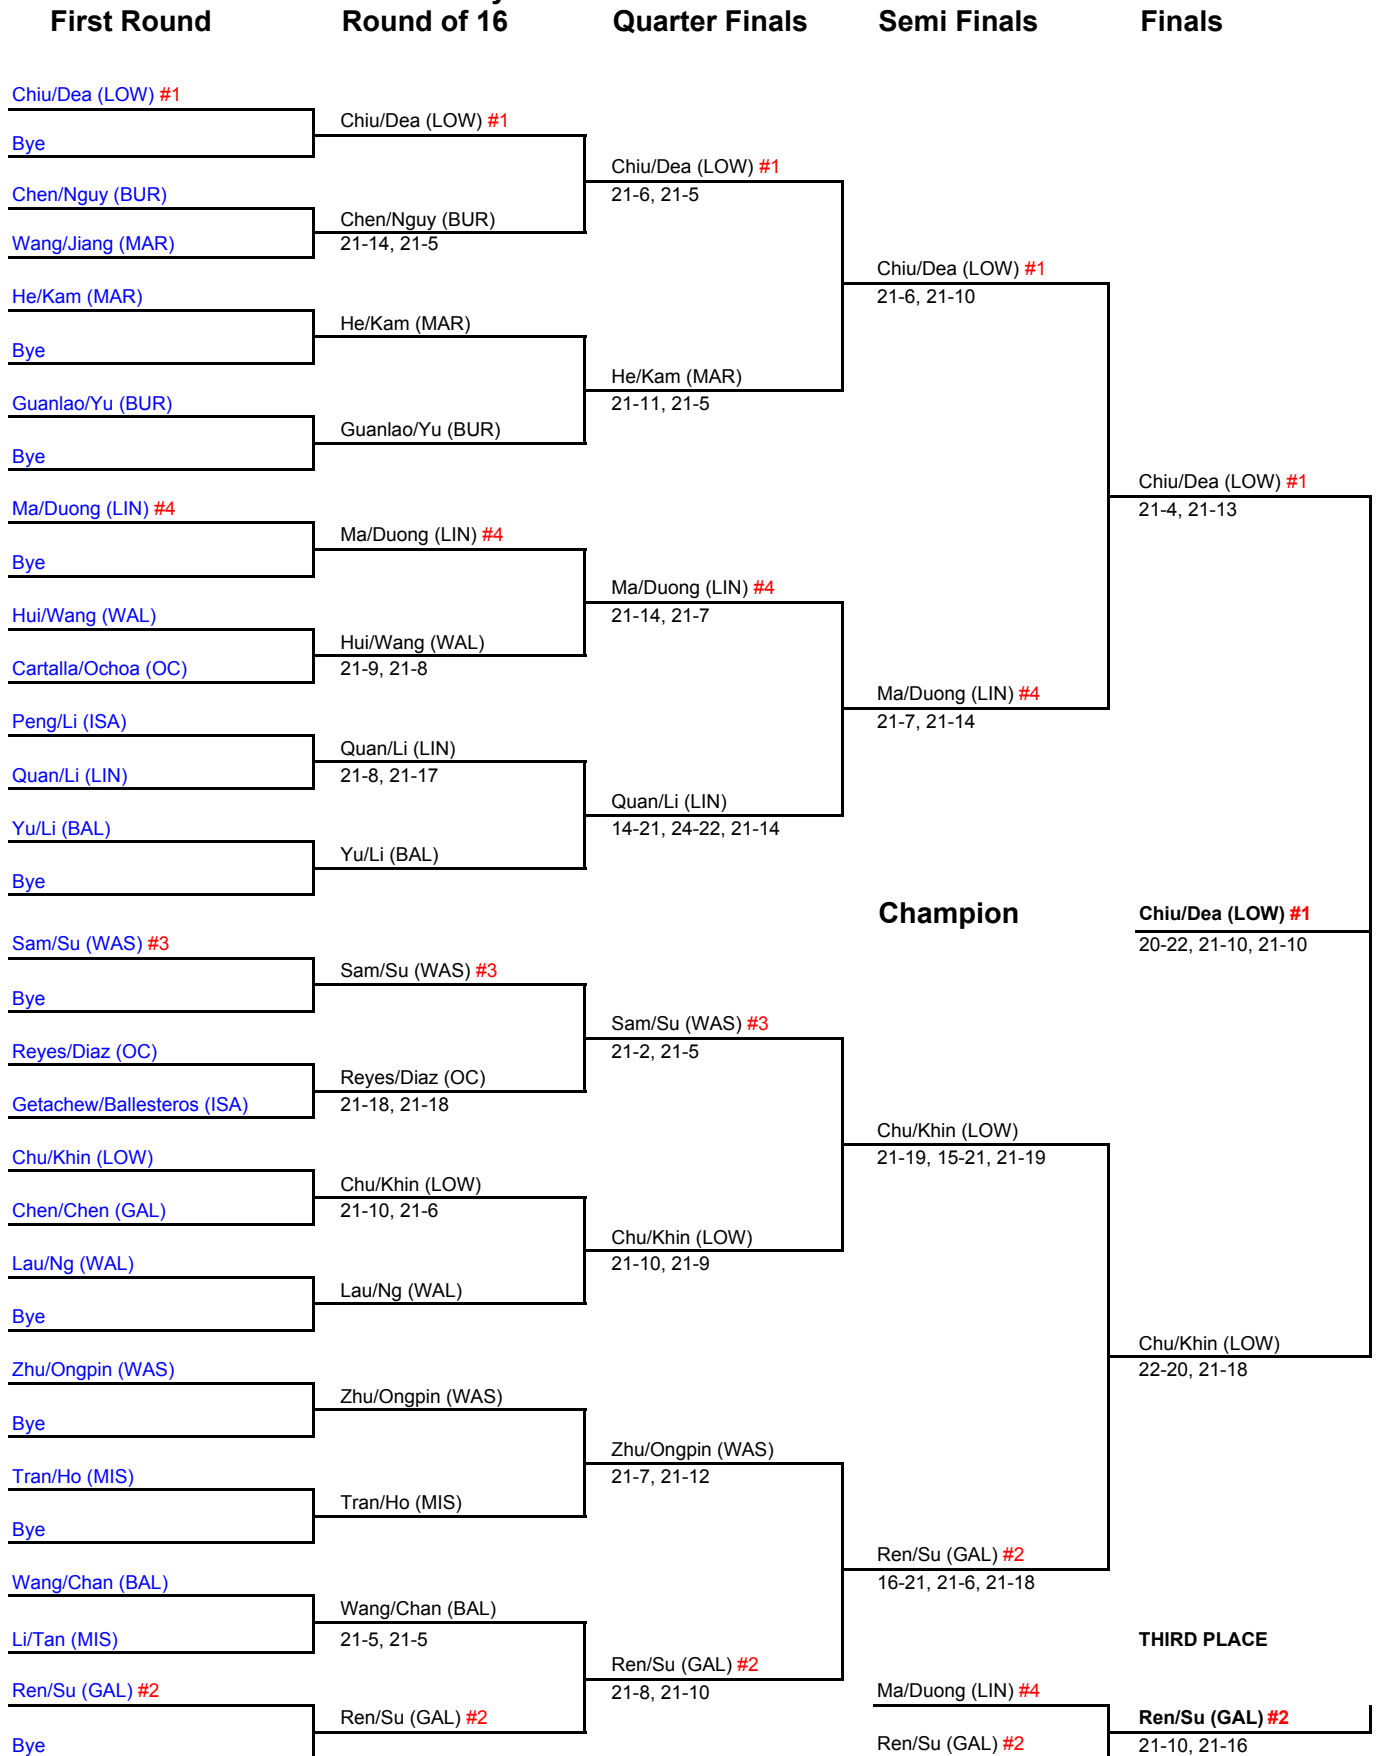 First Round
Round of 16
Quarter Finals
Semi Finals
Finals
Chiu/Dea (LOW) #1
Bye
Chen/Nguy (BUR)
Wang/Jiang (MAR)
He/Kam (MAR)
Bye
Guanlao/Yu (BUR)
Bye
Ma/Duong (LIN) #4
Bye
Hui/Wang (WAL)
Cartalla/Ochoa (OC)
Peng/Li (ISA)
Quan/Li (LIN)
Yu/Li (BAL)
Bye
Sam/Su (WAS) #3
Bye
Reyes/Diaz (OC)
Getachew/Ballesteros (ISA)
Chu/Khin (LOW)
Chen/Chen (GAL)
Lau/Ng (WAL)
Bye
Zhu/Ongpin (WAS)
Bye
Tran/Ho (MIS)
Bye
Wang/Chan (BAL)
Li/Tan (MIS)
Ren/Su (GAL) #2
Bye
Chiu/Dea (LOW) #1
Chen/Nguy (BUR)
21-14, 21-5
He/Kam (MAR)
Guanlao/Yu (BUR)
Ma/Duong (LIN) #4
Hui/Wang (WAL)
21-9, 21-8
Quan/Li (LIN)
21-8, 21-17
Yu/Li (BAL)
Sam/Su (WAS) #3
Reyes/Diaz (OC)
21-18, 21-18
Chu/Khin (LOW)
21-10, 21-6
Lau/Ng (WAL)
Zhu/Ongpin (WAS)
Tran/Ho (MIS)
Wang/Chan (BAL)
21-5, 21-5
Ren/Su (GAL) #2
Chiu/Dea (LOW) #1
21-6, 21-5
He/Kam (MAR)
21-11, 21-5
Ma/Duong (LIN) #4
21-14, 21-7
Quan/Li (LIN)
14-21, 24-22, 21-14
Sam/Su (WAS) #3
21-2, 21-5
Chu/Khin (LOW)
21-10, 21-9
Zhu/Ongpin (WAS)
21-7, 21-12
Ren/Su (GAL) #2
21-8, 21-10
Chiu/Dea (LOW) #1
21-6, 21-10
Ma/Duong (LIN) #4
21-7, 21-14
Champion
Chu/Khin (LOW)
21-19, 15-21, 21-19
Ren/Su (GAL) #2
16-21, 21-6, 21-18
Ma/Duong (LIN) #4
Ren/Su (GAL) #2
Chiu/Dea (LOW) #1
21-4, 21-13
Chiu/Dea (LOW) #1
20-22, 21-10, 21-10
Chu/Khin (LOW)
22-20, 21-18
THIRD PLACE
Ren/Su (GAL) #2
21-10, 21-16